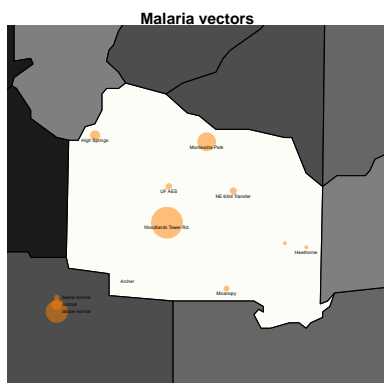 Malaria vectors
High Springs
Monteocha Park
UF AES
NE 63rd Transfer
Woodlands Tower Rd.
Hawthorne
Archer
Micanopy
below normal
normal
above normal